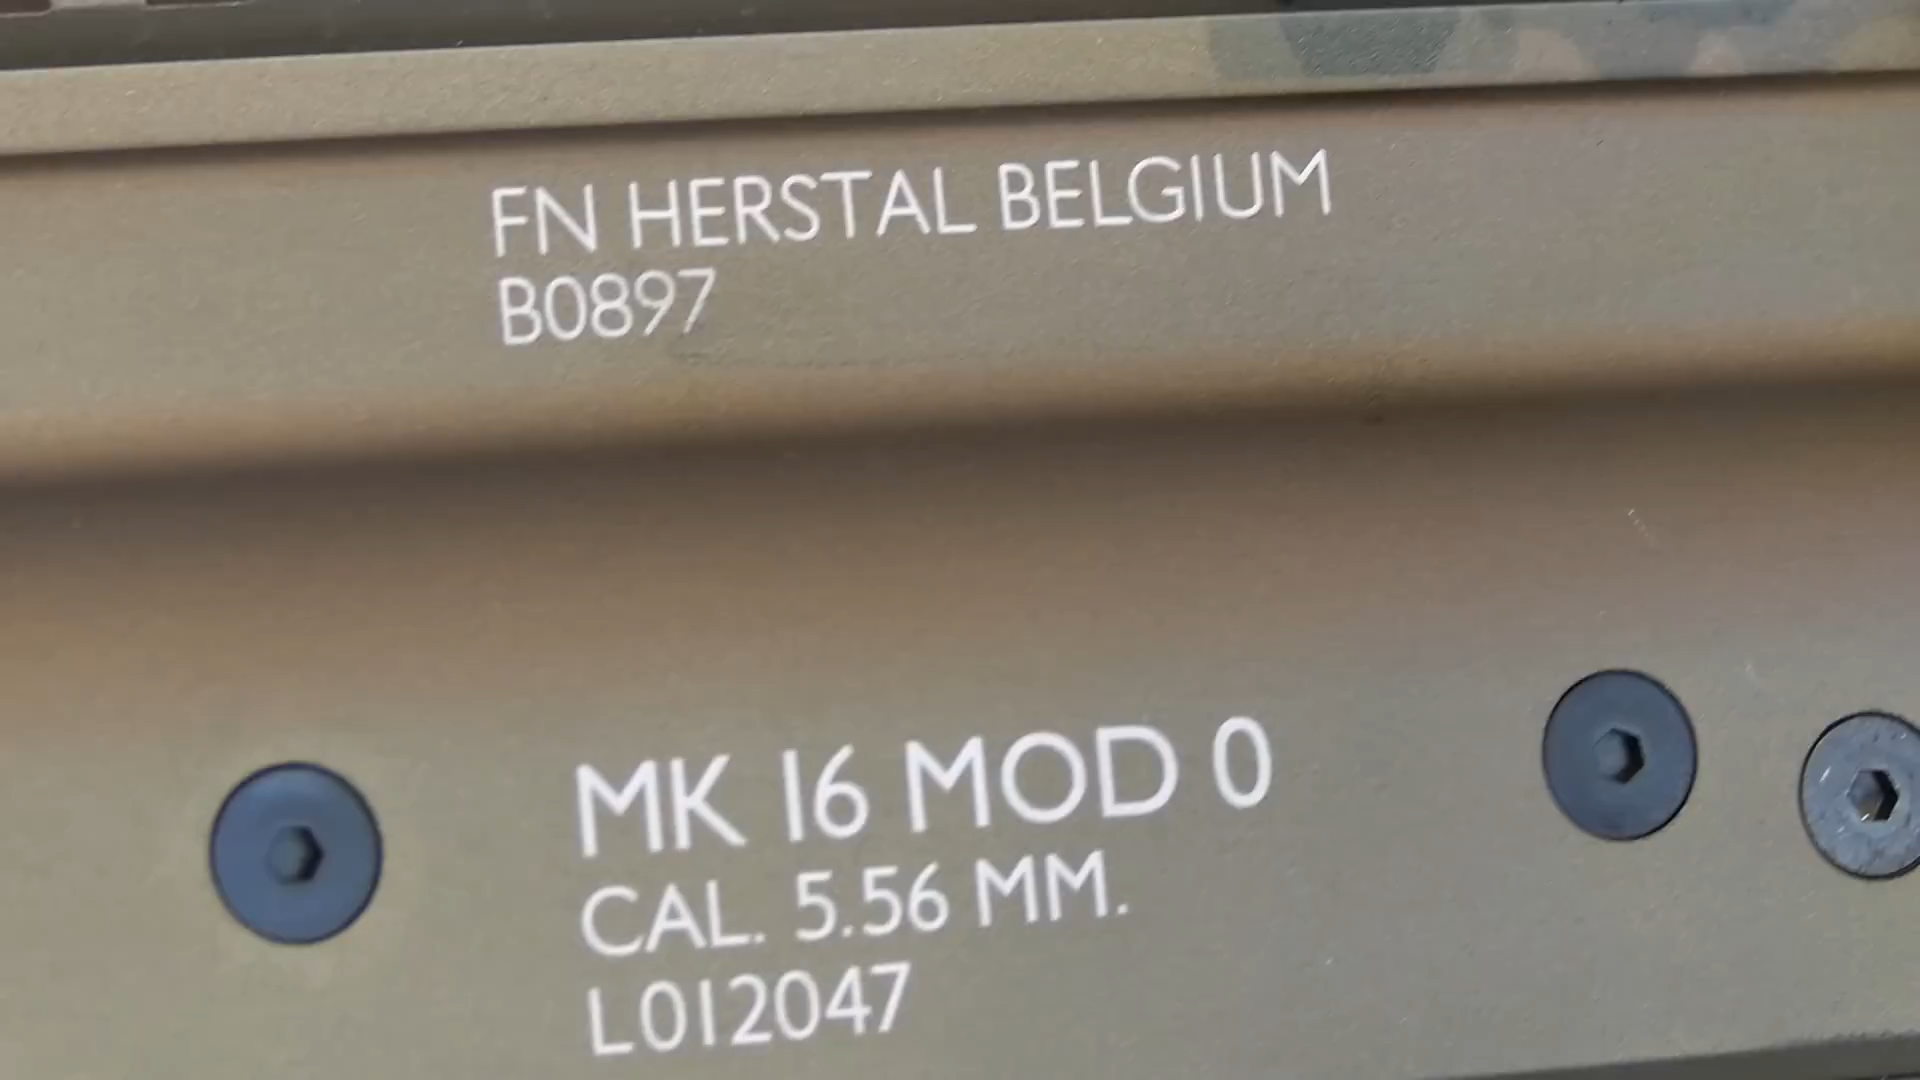 FN HERSTAL BELGIUM
B0897
MK 16 MOD 0
CAL. 5.56 MM.
L012047